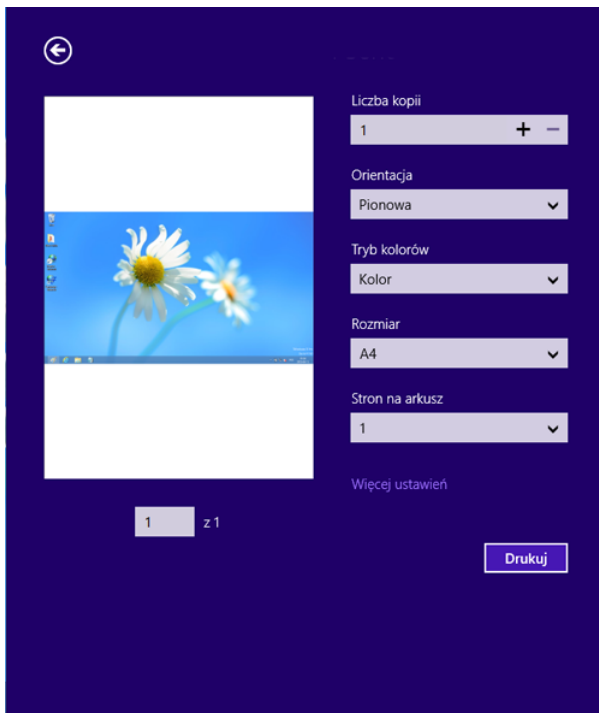 Liczba kopii
1
Orientacja
Pionowa
Tryb kolorów
Kolor
Rozmiar
A4
Stron na arkusz
1
Więcej ustawień
1 z 1
Drukuj